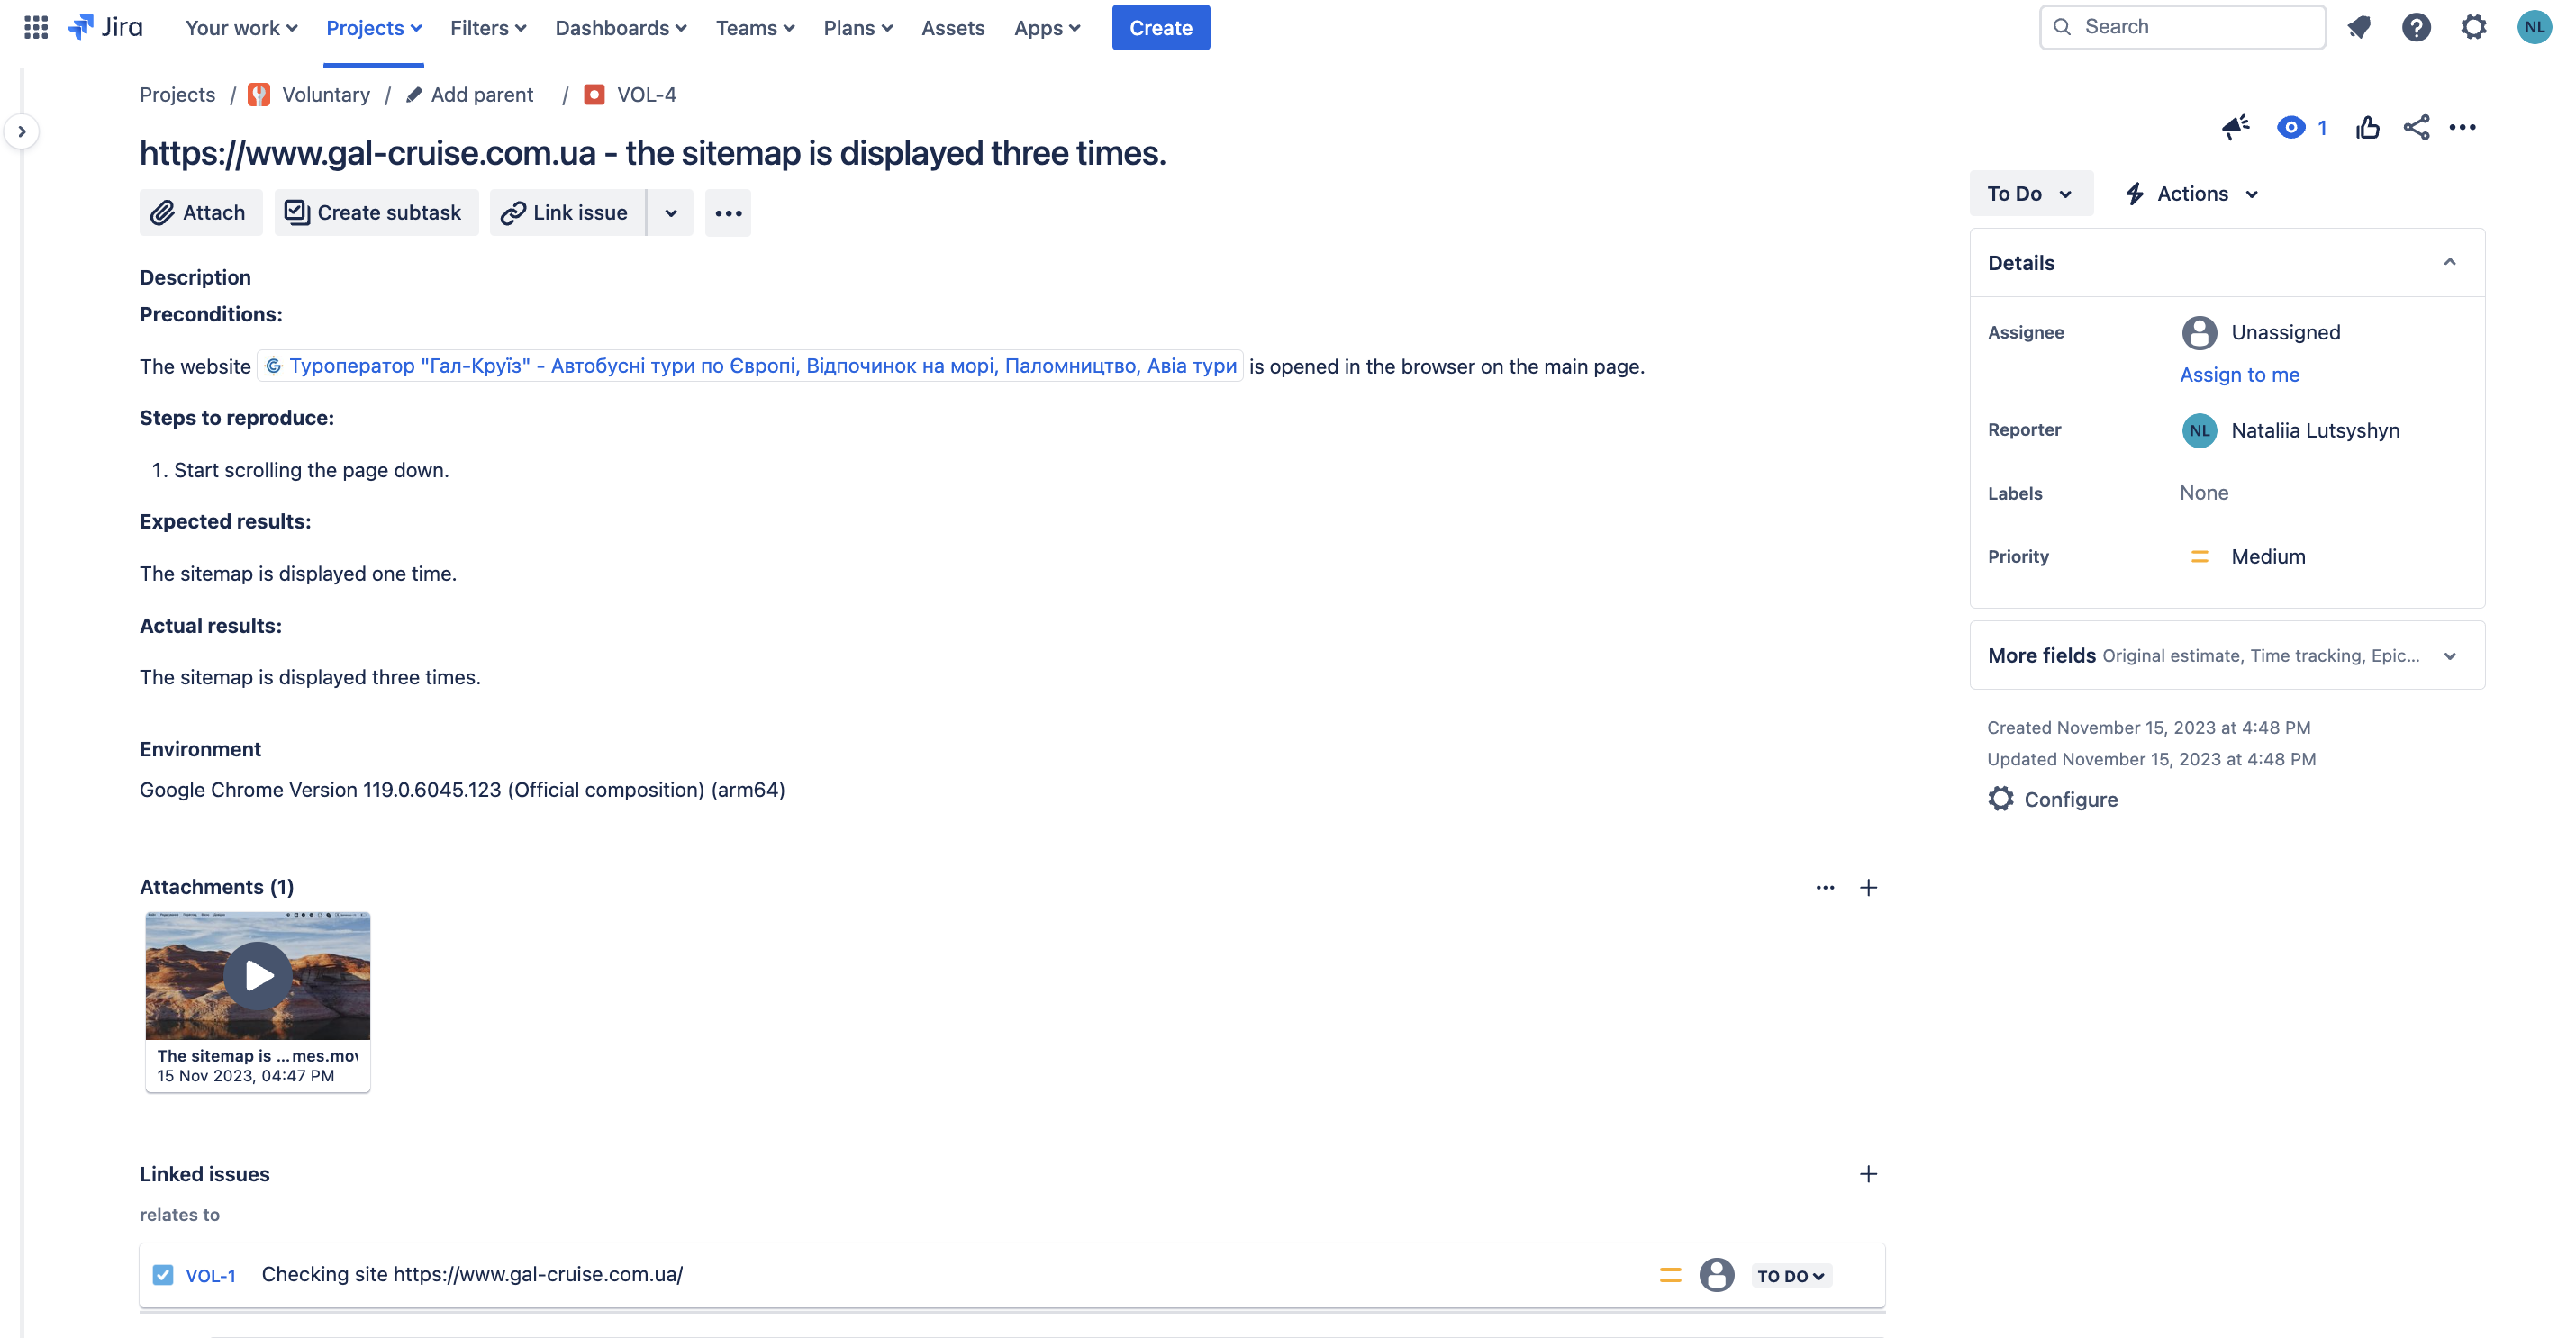 Jira Your work Projects Filters Dashboards Teams Plans Assets Apps Create Search NL
Projects / Voluntary / Add parent / VOL-4
1
https://www.gal-cruise.com.ua - the sitemap is displayed three times.
To Do Actions
Attach Create subtask Link issue
Description
Preconditions:
The website Туроператор "Гал-Круїз" - Автобусні тури по Європі, Відпочинок на морі, Паломництво, Авіа тури is opened in the browser on the main page.
Steps to reproduce:
1. Start scrolling the page down.
Expected results:
The sitemap is displayed one time.
Actual results:
The sitemap is displayed three times.
Environment
Google Chrome Version 119.0.6045.123 (Official composition) (arm64)
Attachments (1)
The sitemap is ...mes.mov
15 Nov 2023, 04:47 PM
Linked issues
relates to
VOL-1 Checking site https://www.gal-cruise.com.ua/ TO DO
Details
Assignee Unassigned
Assign to me
Reporter NL Nataliia Lutsyshyn
Labels None
Priority Medium
More fields Original estimate, Time tracking, Epic...
Created November 15, 2023 at 4:48 PM
Updated November 15, 2023 at 4:48 PM
Configure